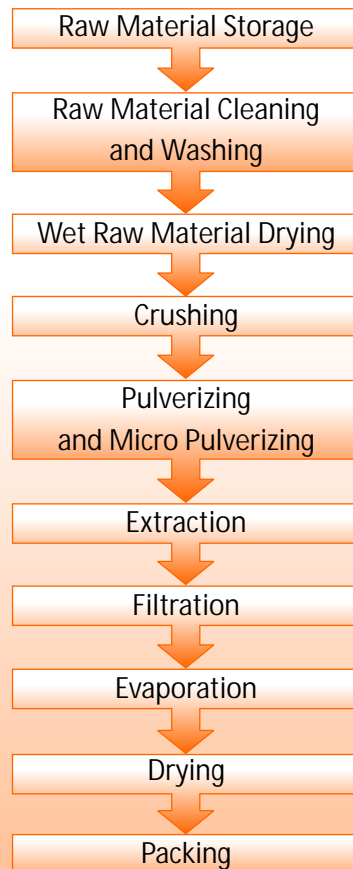 Raw Material Storage
Raw Material Cleaning
and Washing
Wet Raw Material Drying
Crushing
Pulverizing
and Micro Pulverizing
Extraction
Filtration
Evaporation
Drying
Packing